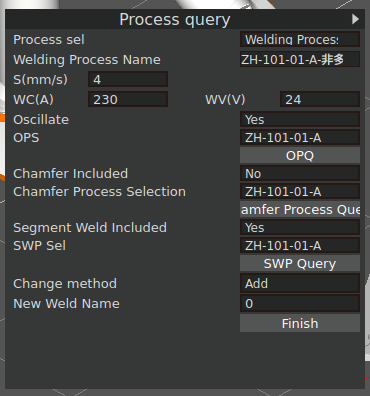 Process query
Process sel Welding Process
Welding Process Name ZH-101-01-A-非多
S(mm/s) 4
WC(A) 230 WV(V) 24
Oscillate Yes
OPS ZH-101-01-A
OPQ
Chamfer Included No
Chamfer Process Selection ZH-101-01-A
amfer Process Que
Segment Weld Included Yes
SWP Sel ZH-101-01-A
SWP Query
Change method Add
New Weld Name 0
Finish